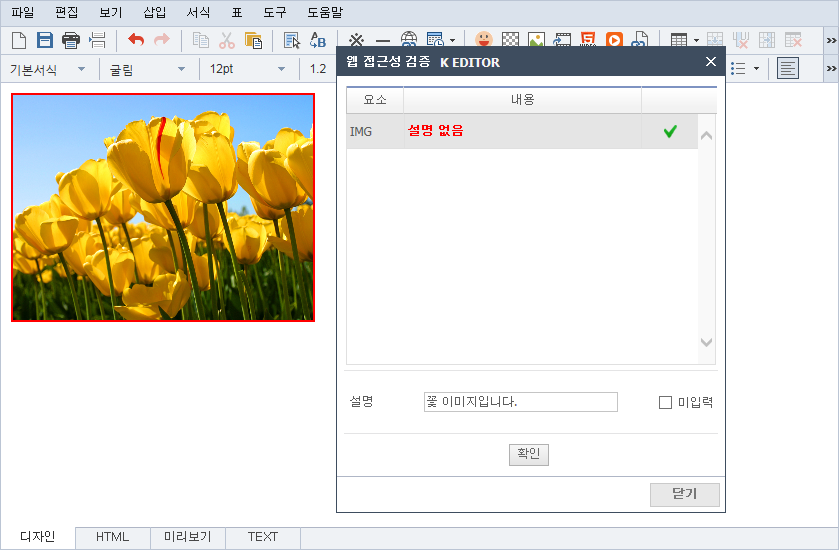 파일 편집 보기 삽입 서식 표 도구 도움말
기본서식 굴림 12pt 1.2
웹 접근성 검증 K EDITOR
요소 내용
IMG 설명 없음
설명 꽃 이미지입니다. 미입력
확인
닫기
디자인 HTML 미리보기 TEXT